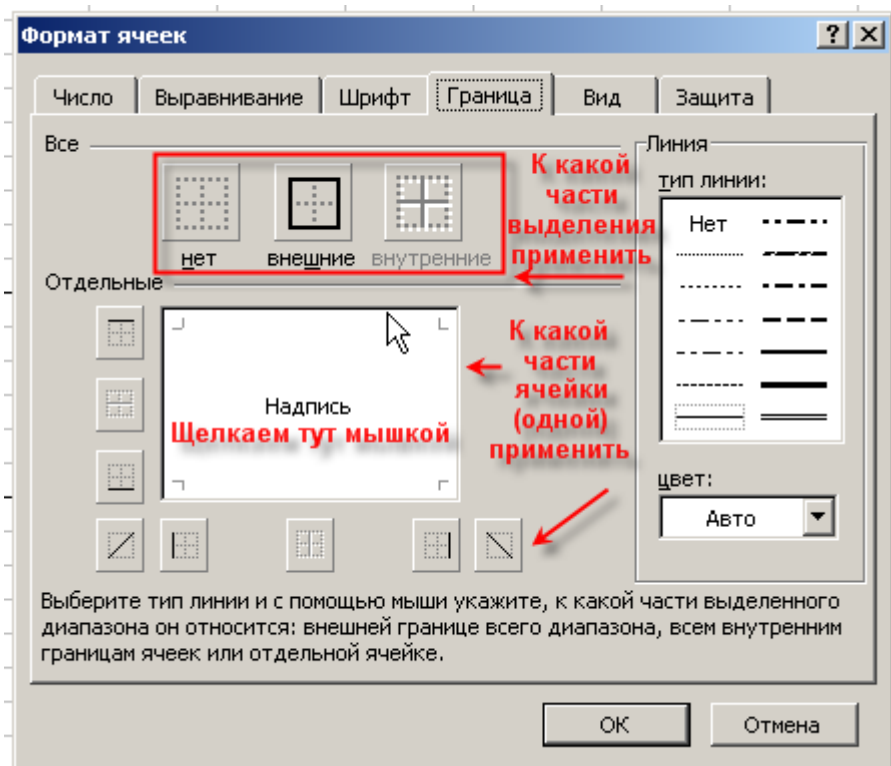 Формат ячеек
Число Выравнивание Шрифт Граница Вид Защита
Все
нет внешние внутренние
К какой
части
выделения
применить
Линия
тип линии:
Нет
Отдельные
Надпись
Щелкаем тут мышкой
К какой
части
ячейки
(одной)
применить
цвет:
Авто
Выберите тип линии и с помощью мыши укажите, к какой части выделенного
диапазона он относится: внешней границе всего диапазона, всем внутренним
границам ячеек или отдельной ячейке.
ОК Отмена